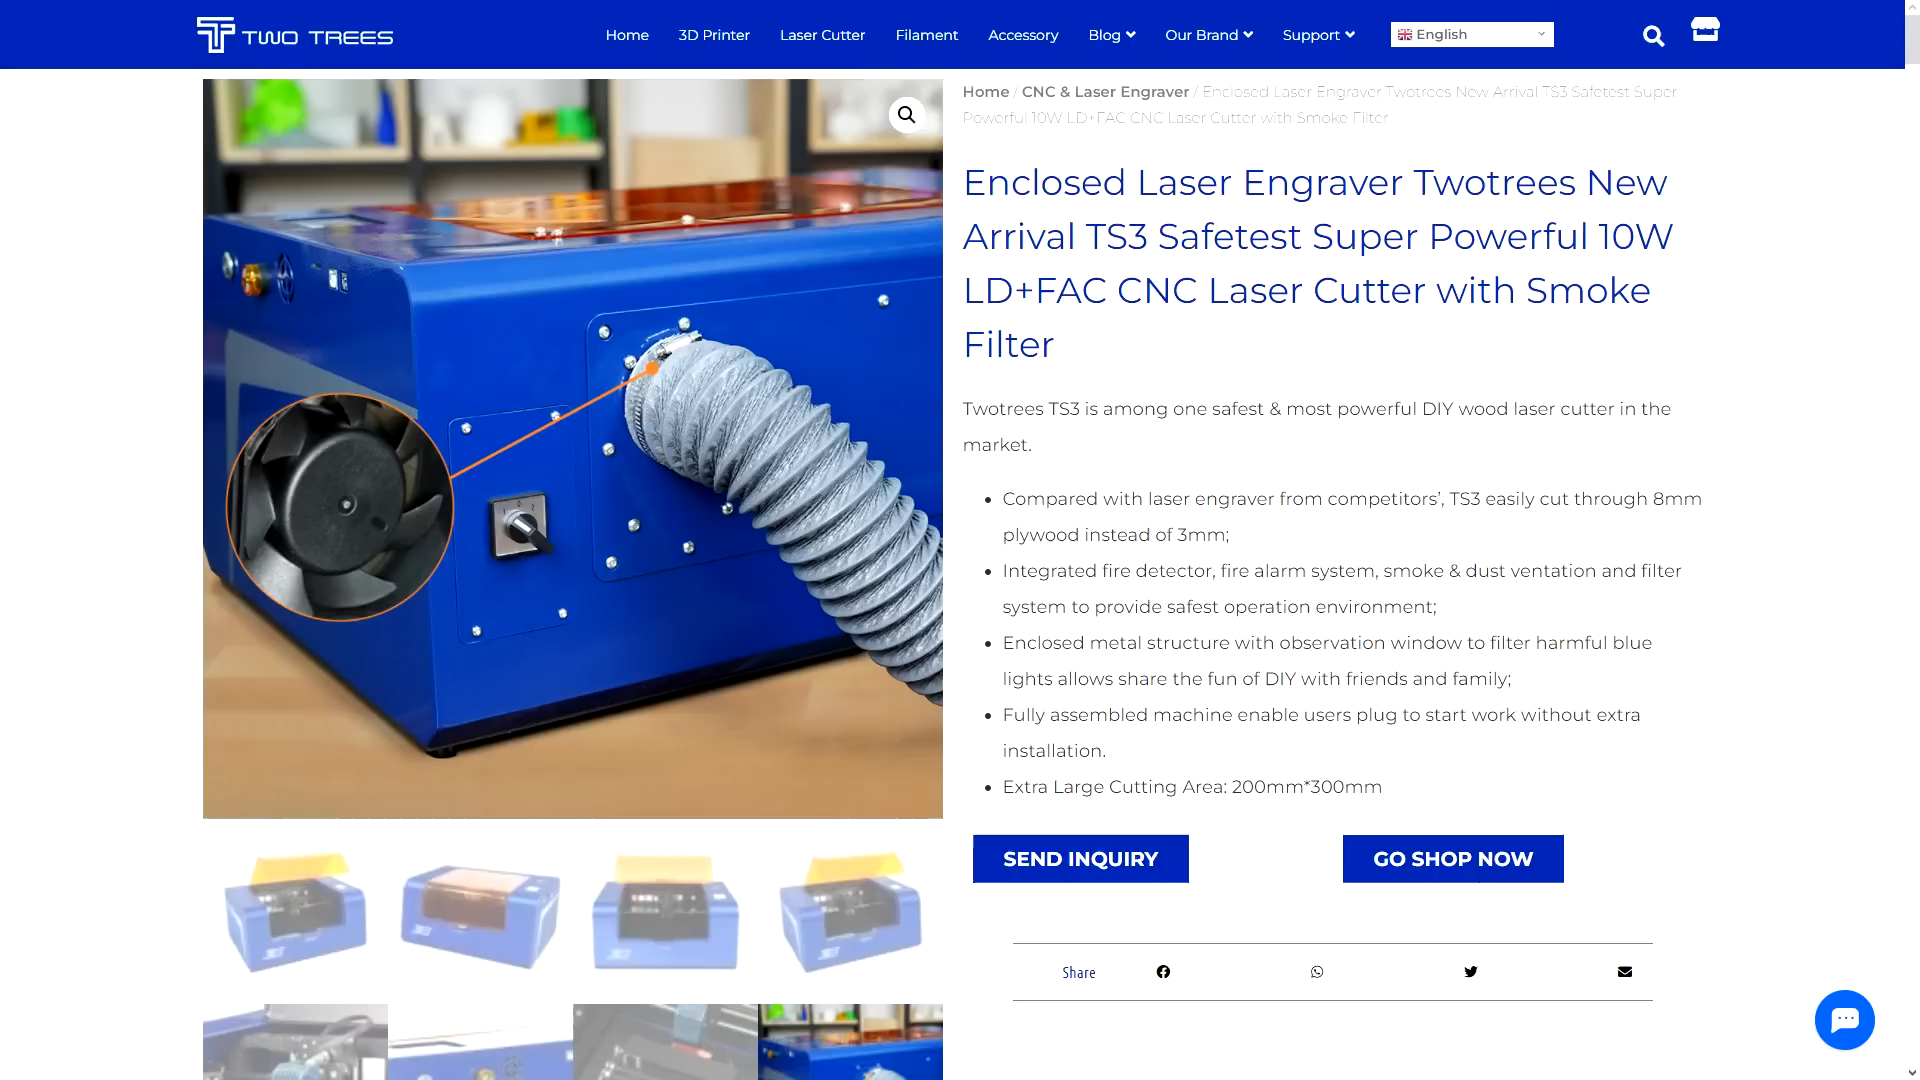 TWO TREES
Home
3D Printer
Laser Cutter
Filament
Accessory
Blog
Our Brand
Support
English
Home / CNC & Laser Engraver / Enclosed Laser Engraver Twotrees New Arrival TS3 Safetest Super
Powerful 10W LD+FAC CNC Laser Cutter with Smoke Filter
Enclosed Laser Engraver Twotrees New
Arrival TS3 Safetest Super Powerful 10W
LD+FAC CNC Laser Cutter with Smoke
Filter
Twotrees TS3 is among one safest & most powerful DIY wood laser cutter in the
market.
Compared with laser engraver from competitors’, TS3 easily cut through 8mm
plywood instead of 3mm;
Integrated fire detector, fire alarm system, smoke & dust ventation and filter
system to provide safest operation environment;
Enclosed metal structure with observation window to filter harmful blue
lights allows share the fun of DIY with friends and family;
Fully assembled machine enable users plug to start work without extra
installation.
Extra Large Cutting Area: 200mm*300mm
SEND INQUIRY
GO SHOP NOW
Share